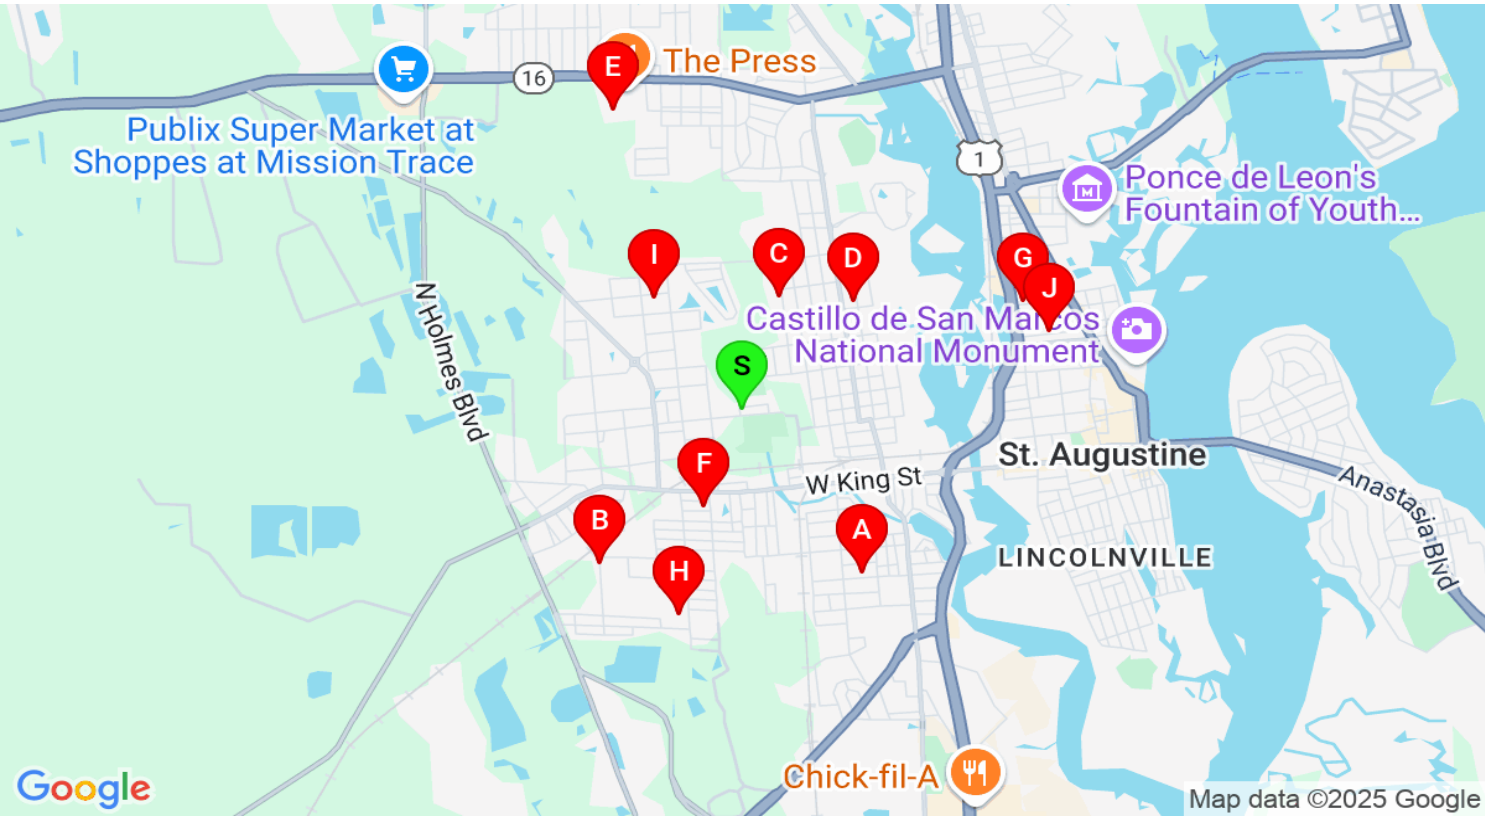 E
The Press
16
Publix Super Market at
Shoppes at Mission Trace
1
Ponce de Leon's
Fountain of Youth...
I
C
D
G
J
Castillo de San Marcos
National Monument
N Holmes Blvd
S
F
W King St
St. Augustine
Anastasia Blvd
B
A
H
LINCOLNVILLE
Chick-fil-A
Google
Map data ©2025 Google